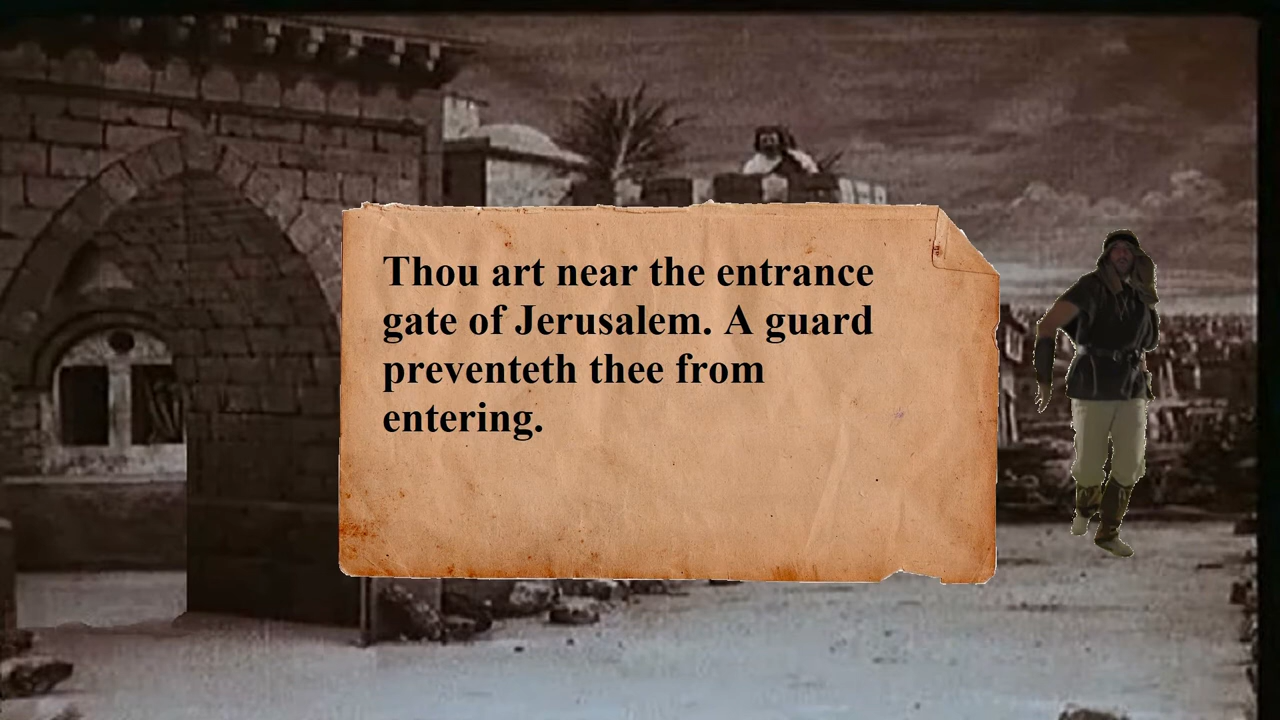 Thou art near the entrance
gate of Jerusalem. A guard
preventeth thee from
entering.